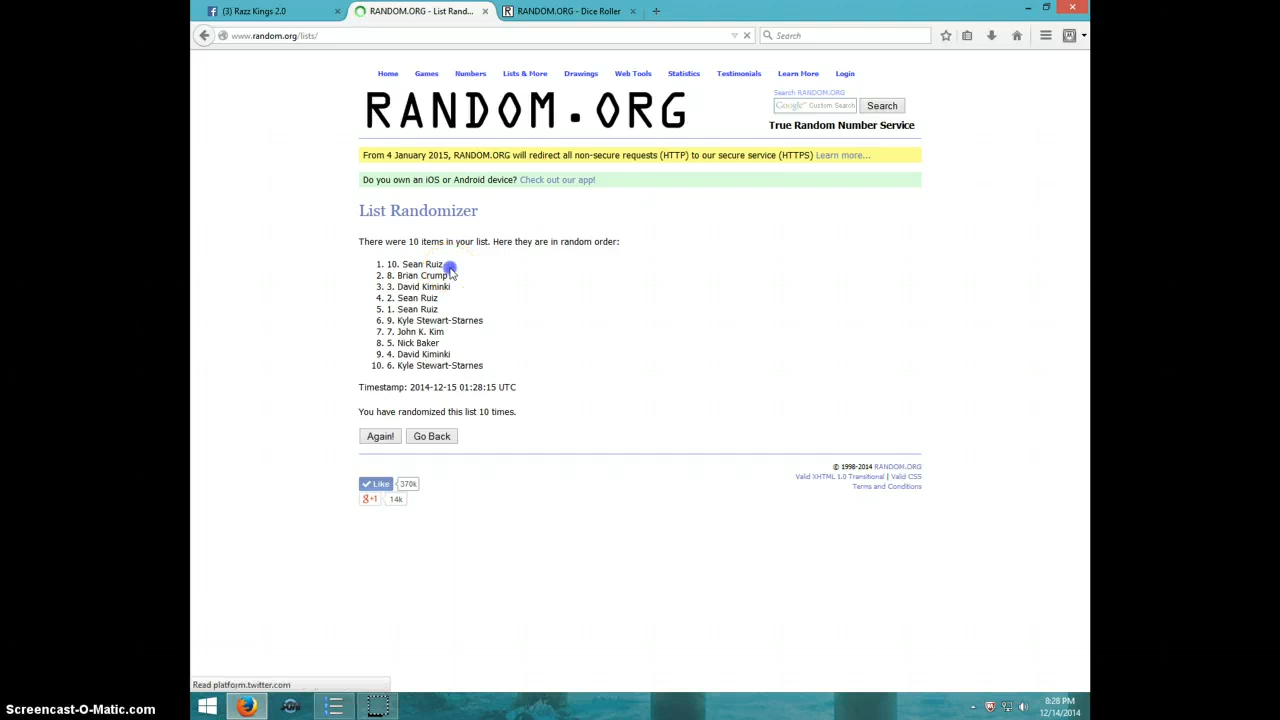 (3) Razz Kings 2.0
RANDOM.ORG - List Rand...
RANDOM.ORG - Dice Roller
www.random.org/lists/
Search
Home Games Numbers Lists & More Drawings Web Tools Statistics Testimonials Learn More Login
RANDOM.ORG
Search RANDOM.ORG
Google™ Custom Search
Search
True Random Number Service
From 4 January 2015, RANDOM.ORG will redirect all non-secure requests (HTTP) to our secure service (HTTPS) Learn more...
Do you own an iOS or Android device? Check out our app!
List Randomizer
There were 10 items in your list. Here they are in random order:
1. 10. Sean Ruiz
2. 8. Brian Crump
3. 3. David Kiminki
4. 2. Sean Ruiz
5. 1. Sean Ruiz
6. 9. Kyle Stewart-Starnes
7. 7. John K. Kim
8. 5. Nick Baker
9. 4. David Kiminki
10. 6. Kyle Stewart-Starnes
Timestamp: 2014-12-15 01:28:15 UTC
You have randomized this list 10 times.
Again! Go Back
© 1998-2014 RANDOM.ORG
Valid XHTML 1.0 Transitional | Valid CSS
Terms and Conditions
Like 370k
+1 14k
Read platform.twitter.com
8:28 PM
12/14/2014
Screencast-O-Matic.com